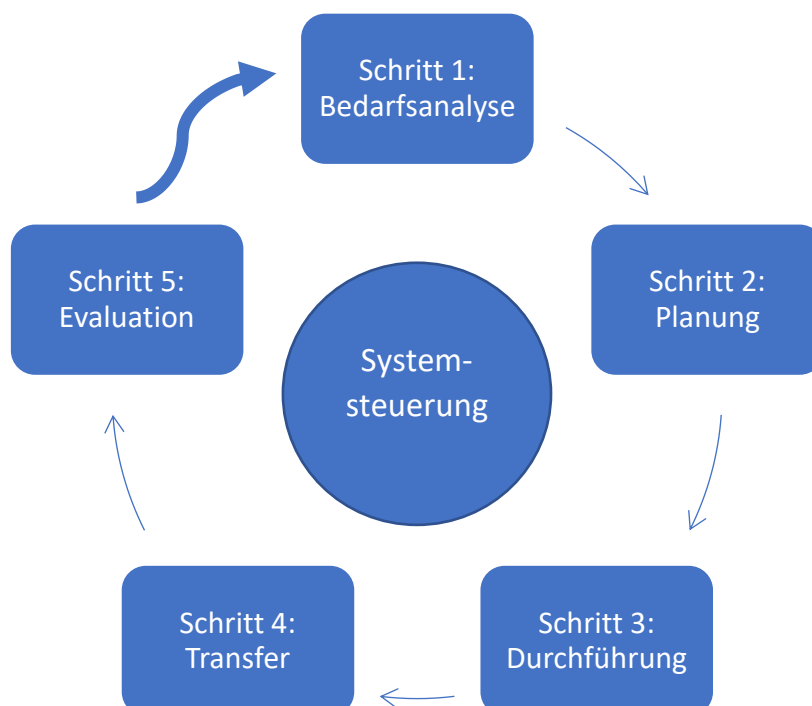 Schritt 1:
Bedarfsanalyse
Schritt 2:
Planung
Schritt 3:
Durchführung
Schritt 4:
Transfer
Schritt 5:
Evaluation
System-
steuerung